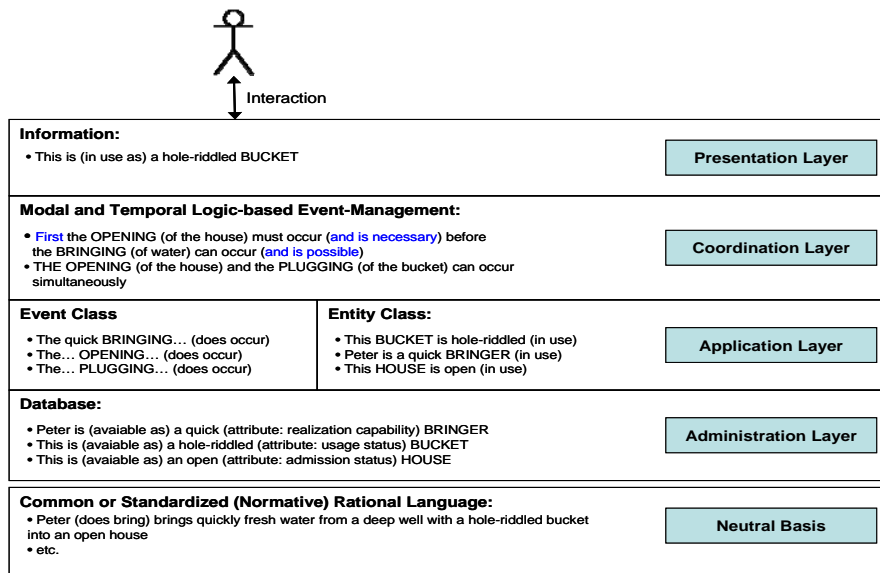 Interaction
Information:
• This is (in use as) a hole-riddled BUCKET
Presentation Layer
Modal and Temporal Logic-based Event-Management:
• First the OPENING (of the house) must occur (and is necessary) before
the BRINGING (of water) can occur (and is possible)
• THE OPENING (of the house) and the PLUGGING (of the bucket) can occur
simultaneously
Coordination Layer
Event Class
• The quick BRINGING… (does occur)
• The… OPENING… (does occur)
• The… PLUGGING… (does occur)
Entity Class:
• This BUCKET is hole-riddled (in use)
• Peter is a quick BRINGER (in use)
• This HOUSE is open (in use)
Application Layer
Database:
• Peter is (avaiable as) a quick (attribute: realization capability) BRINGER
• This is (avaiable as) a hole-riddled (attribute: usage status) BUCKET
• This is (avaiable as) an open (attribute: admission status) HOUSE
Administration Layer
Common or Standardized (Normative) Rational Language:
• Peter (does bring) brings quickly fresh water from a deep well with a hole-riddled bucket
into an open house
• etc.
Neutral Basis